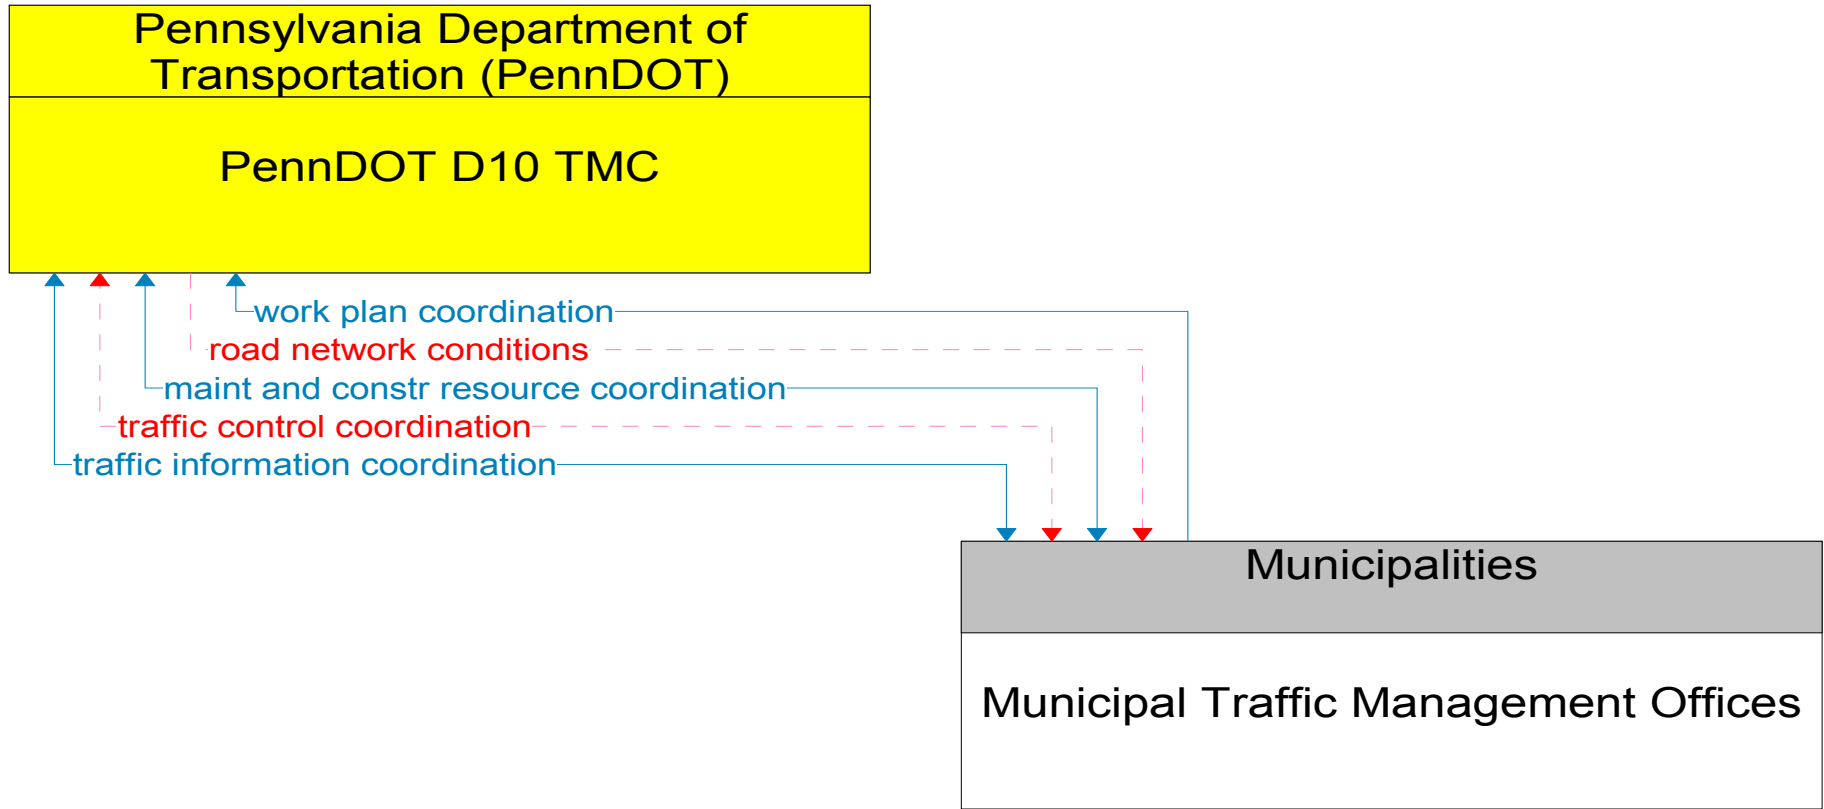 Pennsylvania Department of
Transportation (PennDOT)
PennDOT D10 TMC
work plan coordination
road network conditions
maint and constr resource coordination
traffic control coordination
traffic information coordination
Municipalities
Municipal Traffic Management Offices